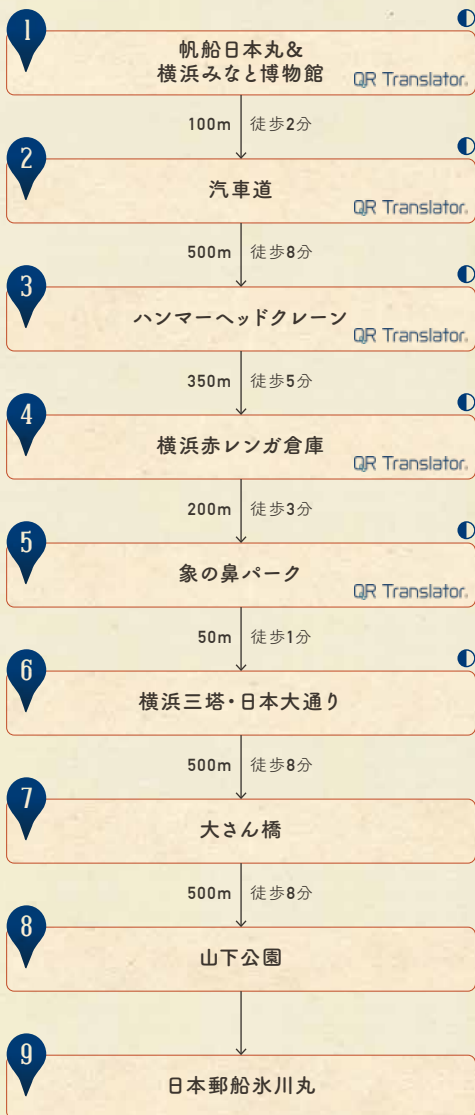 1
帆船日本丸&
横浜みなと博物館
QR Translator.
100m 徒歩2分
2
汽車道
QR Translator.
500m 徒歩8分
3
ハンマーヘッドクレーン
QR Translator.
350m 徒歩5分
4
横浜赤レンガ倉庫
QR Translator.
200m 徒歩3分
5
象の鼻パーク
QR Translator.
50m 徒歩1分
6
横浜三塔・日本大通り
500m 徒歩8分
7
大さん橋
500m 徒歩8分
8
山下公園
9
日本郵船氷川丸